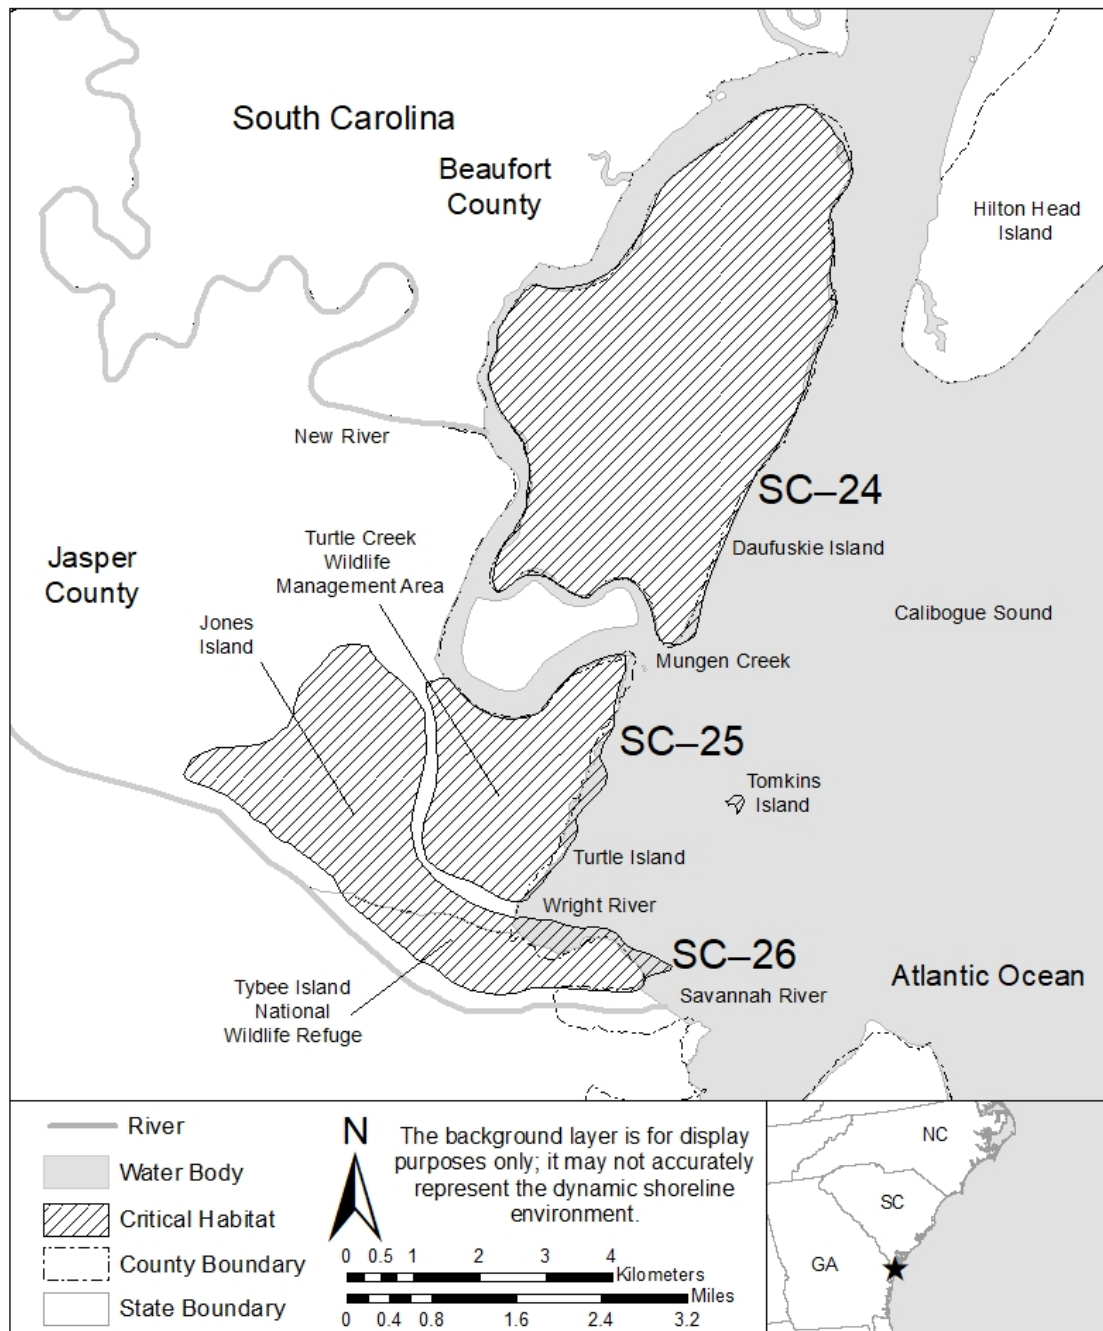 South Carolina
Beaufort
County
Hilton Head
Island
New River
SC–24
Turtle Creek
Wildlife
Management Area
Daufuskie Island
Jasper
County
Jones
Island
Calibogue Sound
Mungen Creek
SC–25
Tomkins
Island
Turtle Island
Wright River
SC–26
Atlantic Ocean
Tybee Island
National
Wildlife Refuge
Savannah River
River
Water Body
Critical Habitat
County Boundary
State Boundary
N
The background layer is for display
purposes only; it may not accurately
represent the dynamic shoreline
environment.
0 0.5 1 2 3 4
Kilometers
Miles
0 0.4 0.8 1.6 2.4 3.2
NC
SC
GA